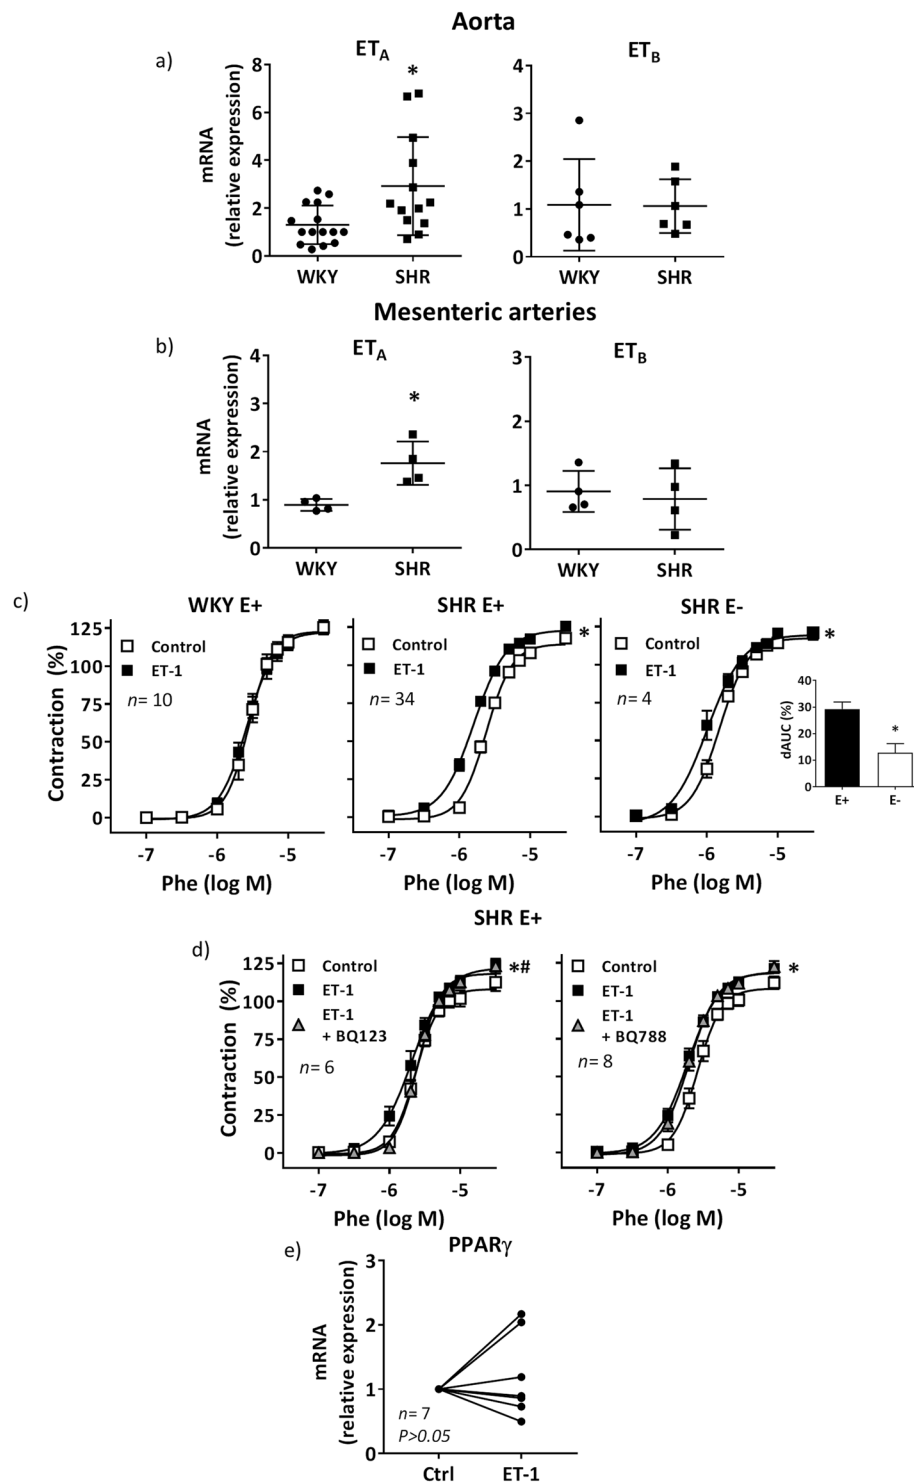 Aorta
a)
ET_A
ET_B
mRNA
(relative expression)
8
6
4
2
0
*
WKY
SHR
4
3
2
1
0
WKY
SHR
Mesenteric arteries
b)
ET_A
ET_B
mRNA
(relative expression)
4
3
2
1
0
*
WKY
SHR
3
2
1
0
WKY
SHR
c)
WKY E+
SHR E+
SHR E-
Contraction (%)
125
100
75
50
25
0
Control
ET-1
n= 10
-7
-6
-5
Phe (log M)
Control
ET-1
n= 34
*
-7
-6
-5
Phe (log M)
Control
ET-1
n= 4
*
-7
-6
-5
Phe (log M)
dAUC (%)
40
30
20
10
0
*
E+
E-
SHR E+
d)
Contraction (%)
125
100
75
50
25
0
Control
ET-1
ET-1
+ BQ123
n= 6
*#
-7
-6
-5
Phe (log M)
Control
ET-1
ET-1
+ BQ788
n= 8
*
-7
-6
-5
Phe (log M)
e)
PPARγ
mRNA
(relative expression)
3
2
1
0
n= 7
P>0.05
Ctrl
ET-1